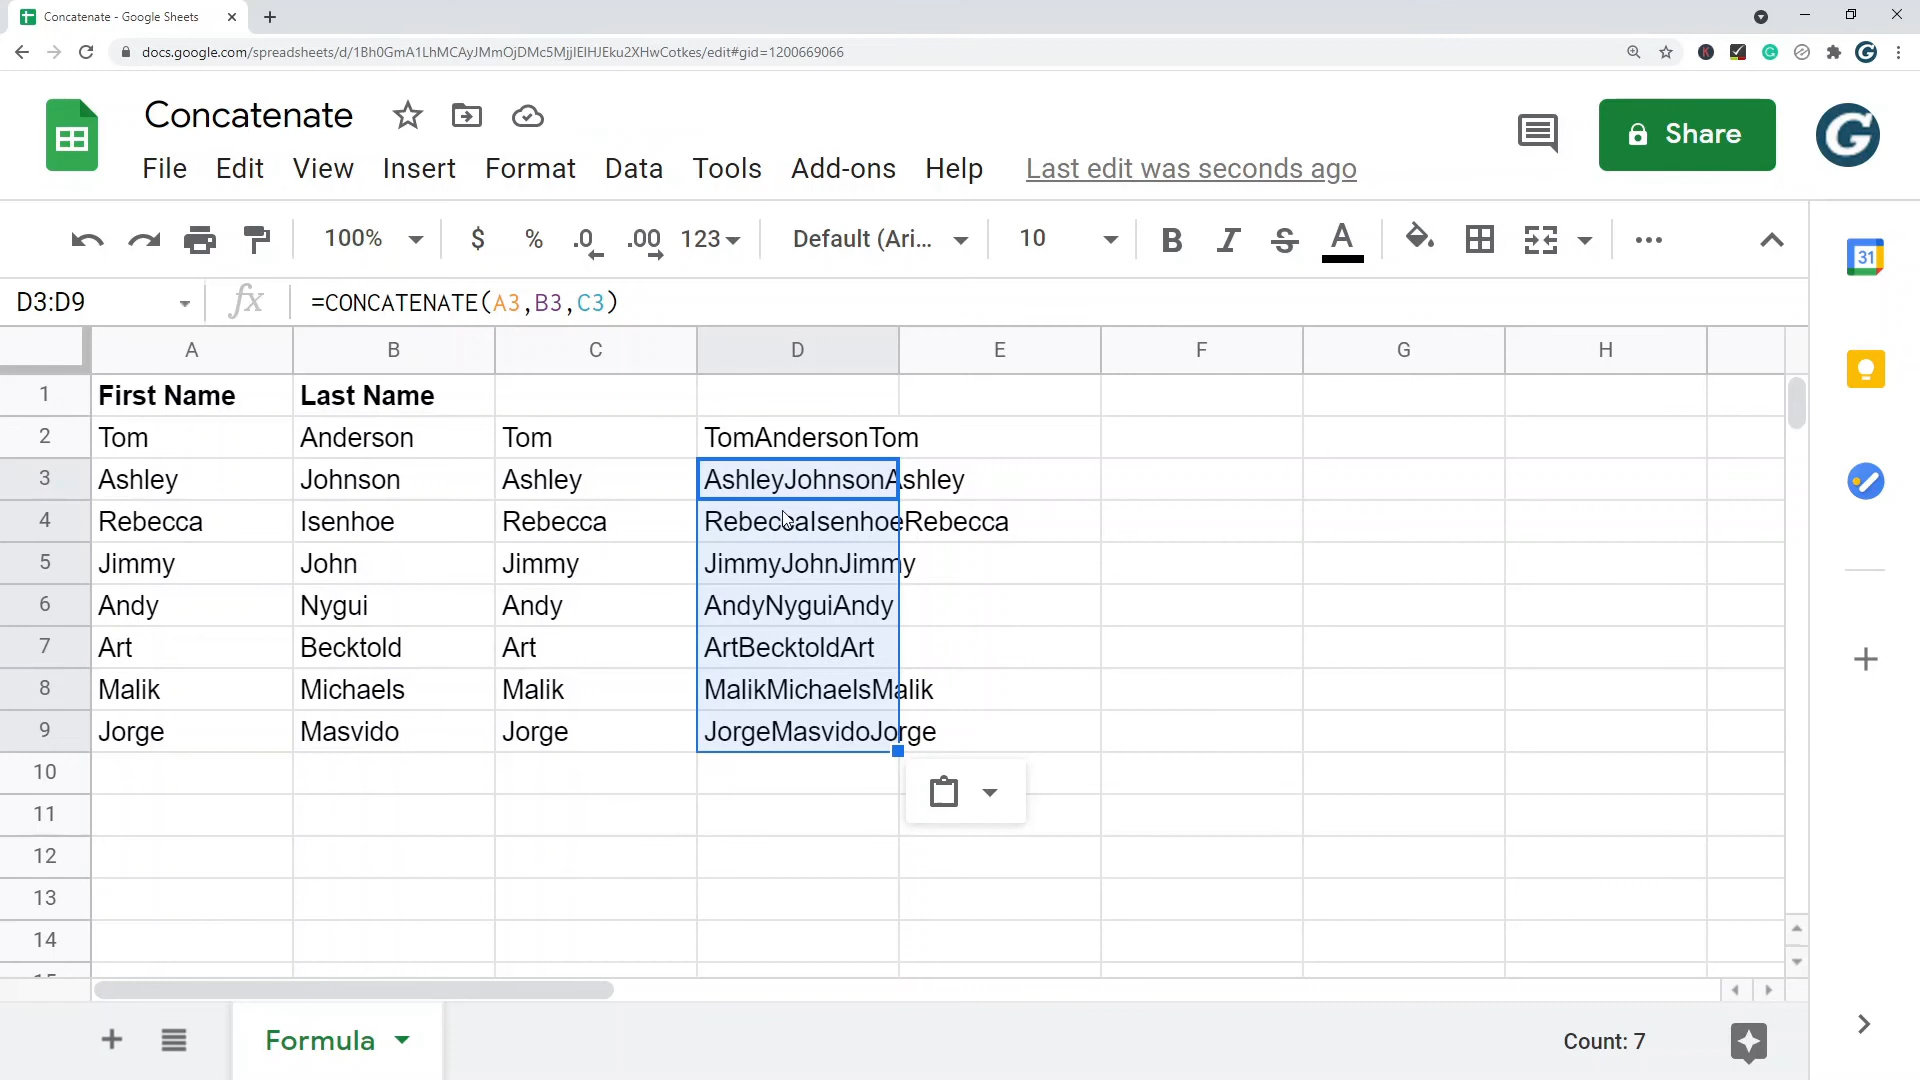 Concatenate - Google Sheets
docs.google.com/spreadsheets/d/1Bh0GmA1LhMCAyJMmOjDMc5MjjlEIHJEku2XHwCotkes/edit#gid=1200669066
Concatenate
Share
File Edit View Insert Format Data Tools Add-ons Help Last edit was seconds ago
100% $ % .0 .00 123 Default (Ari... 10 B I S A
31
D3:D9 fx =CONCATENATE(A3,B3,C3)
A B C D E F G H
1 First Name Last Name
2 Tom Anderson Tom TomAndersonTom
3 Ashley Johnson Ashley AshleyJohnsonAshley
4 Rebecca Isenhoe Rebecca RebeccaIsenhoeRebecca
5 Jimmy John Jimmy JimmyJohnJimmy
6 Andy Nygui Andy AndyNyguiAndy
7 Art Becktold Art ArtBecktoldArt
8 Malik Michaels Malik MalikMichaelsMalik
9 Jorge Masvido Jorge JorgeMasvidoJorge
10
11
12
13
14
Formula Count: 7